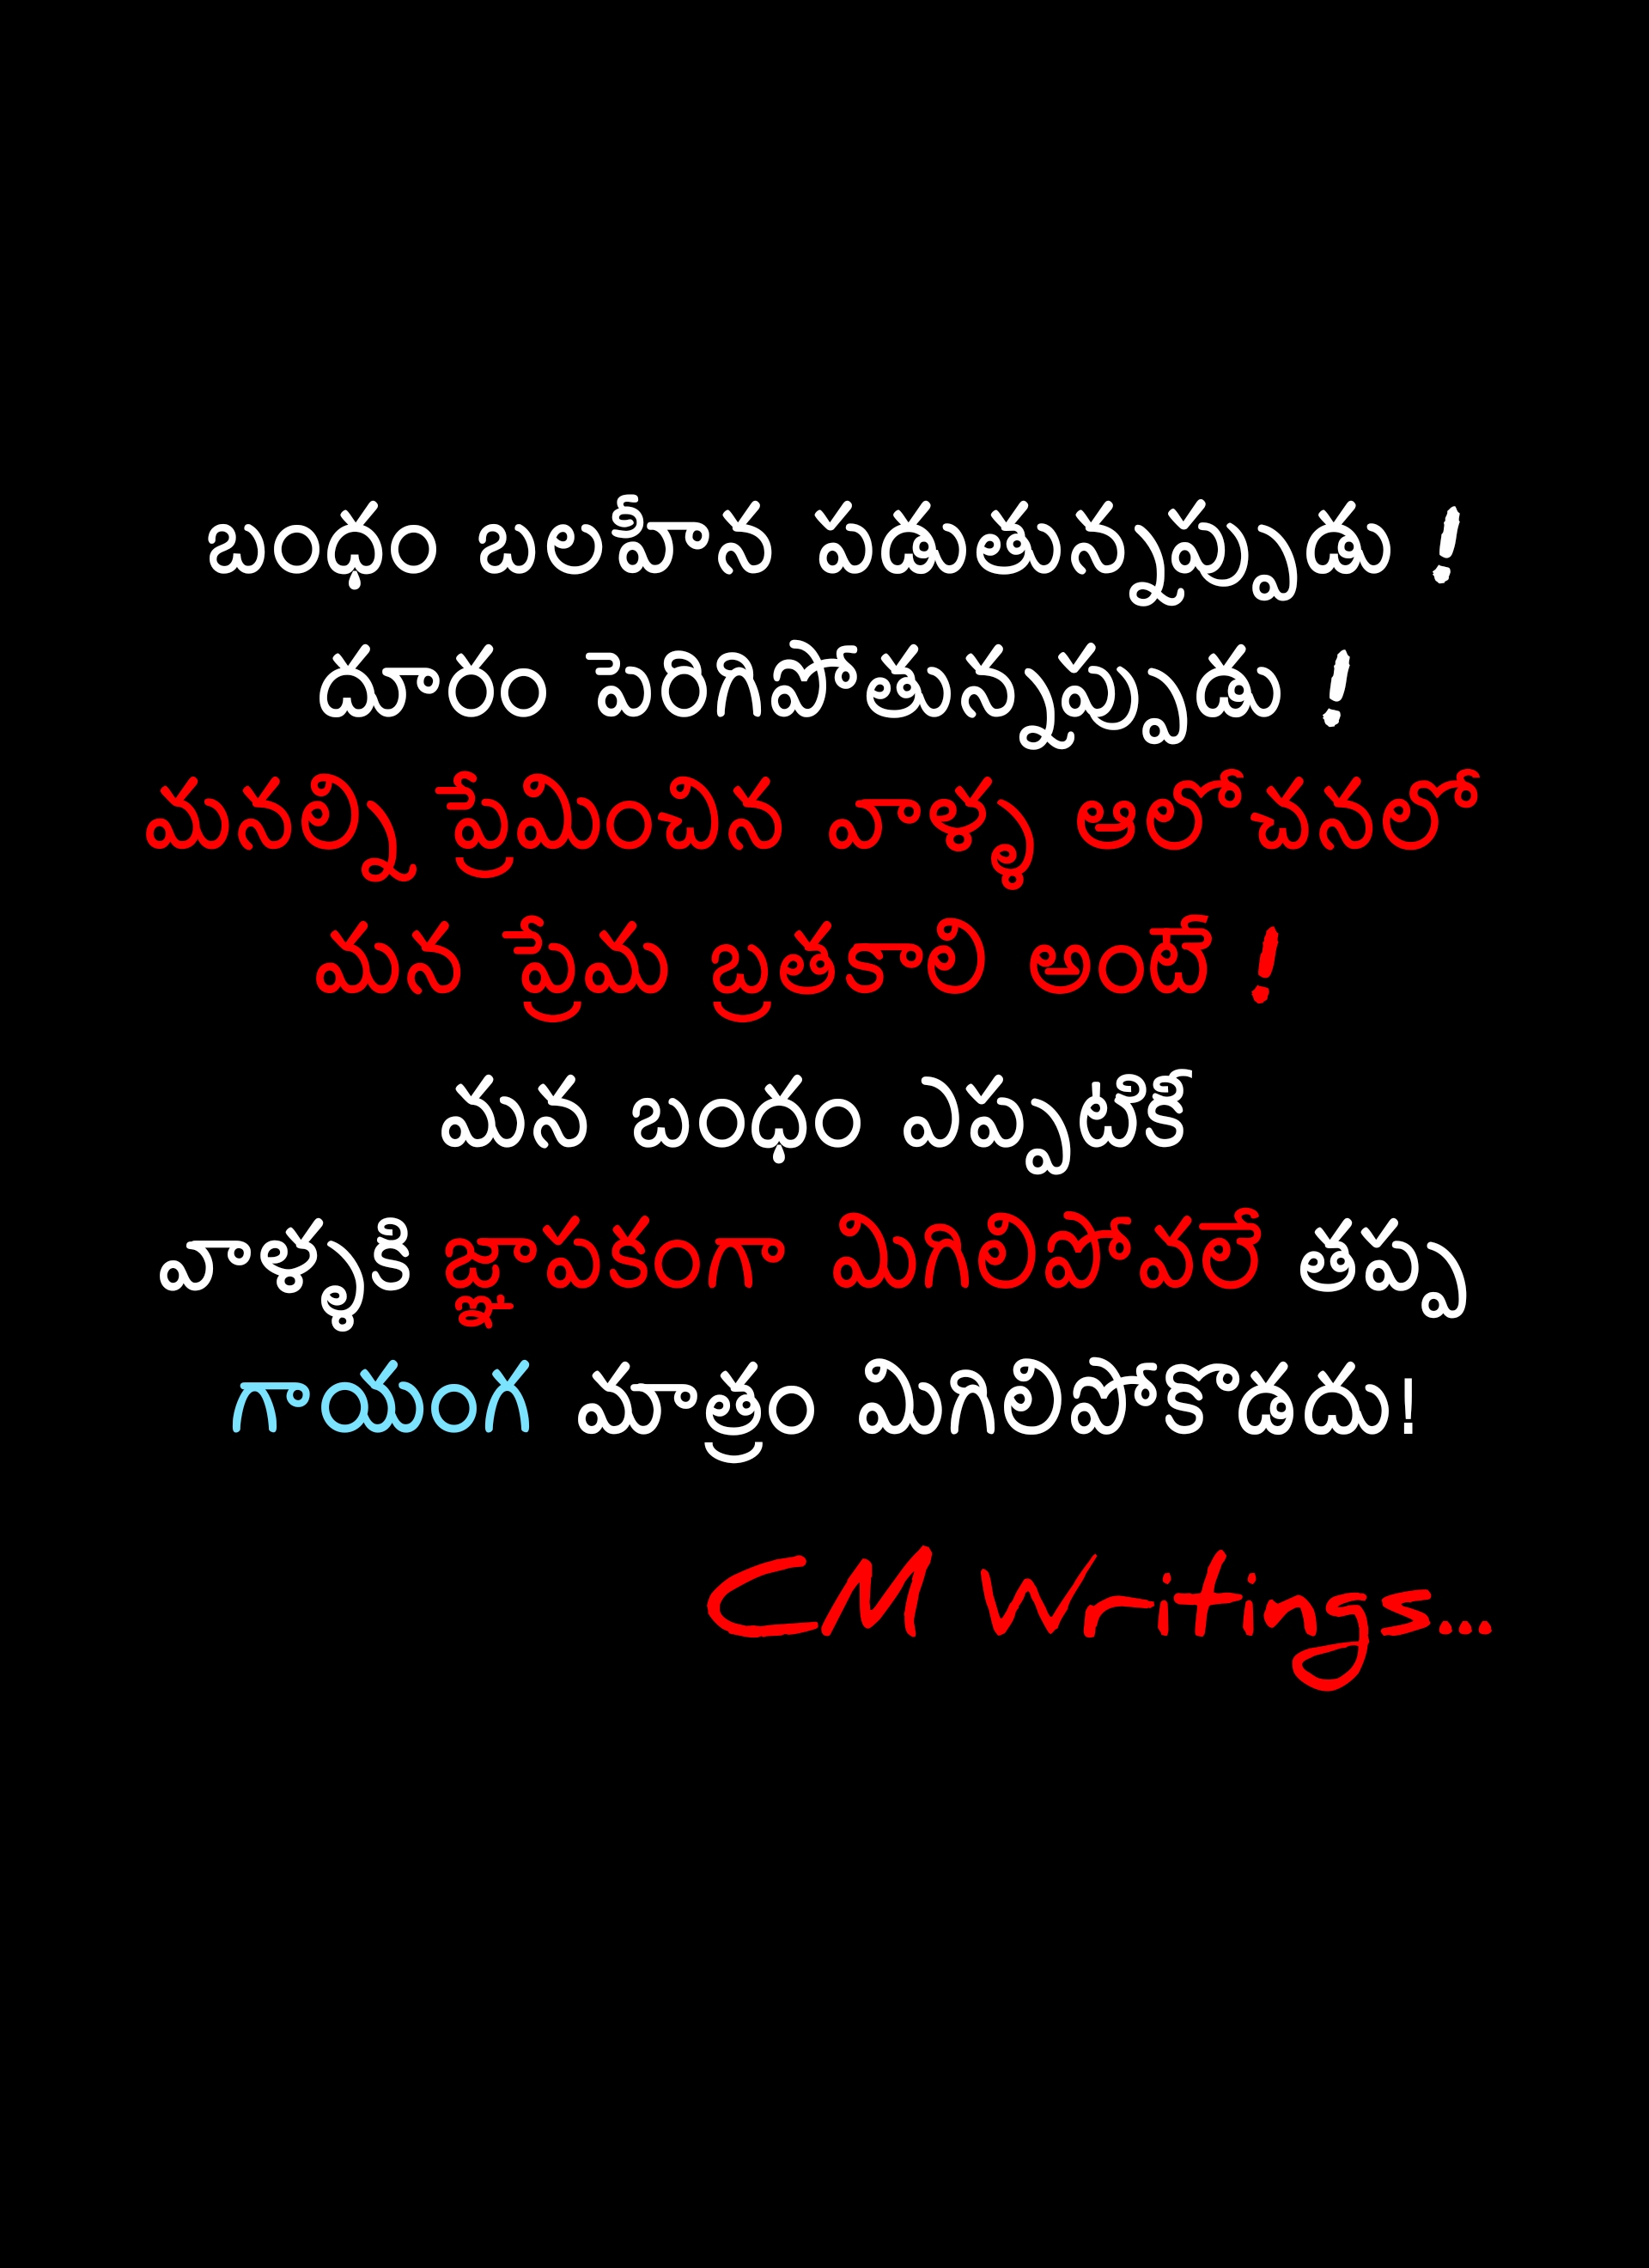 బంధం బలహీన పడుతున్నప్పుడు !
దూరం పెరిగిపోతున్నప్పుడు !
మనల్ని ప్రేమించిన వాళ్ళ ఆలోచనలో
మన ప్రేమ బ్రతకాలి అంటే !
మన బంధం ఎప్పటికీ
వాళ్ళకి జ్ఞాపకంగా మిగిలిపోవలే తప్ప
గాయంగ మాత్రం మిగిలిపోకొడదు!
CM Writings...